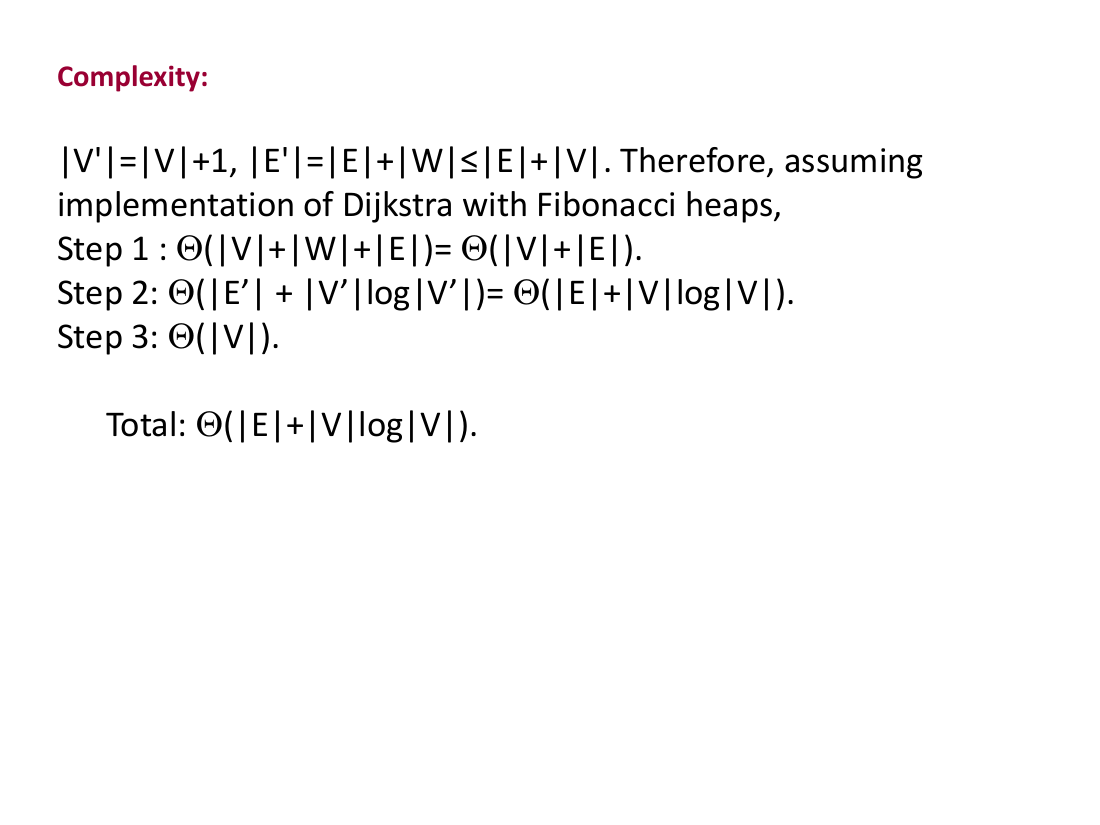 Complexity:
|V'|=|V|+1, |E'|=|E|+|W|≤|E|+|V|. Therefore, assuming
implementation of Dijkstra with Fibonacci heaps,
Step 1 : Θ(|V|+|W|+|E|)= Θ(|V|+|E|).
Step 2: Θ(|E’| + |V’|log|V’|)= Θ(|E|+|V|log|V|).
Step 3: Θ(|V|).
Total: Θ(|E|+|V|log|V|).